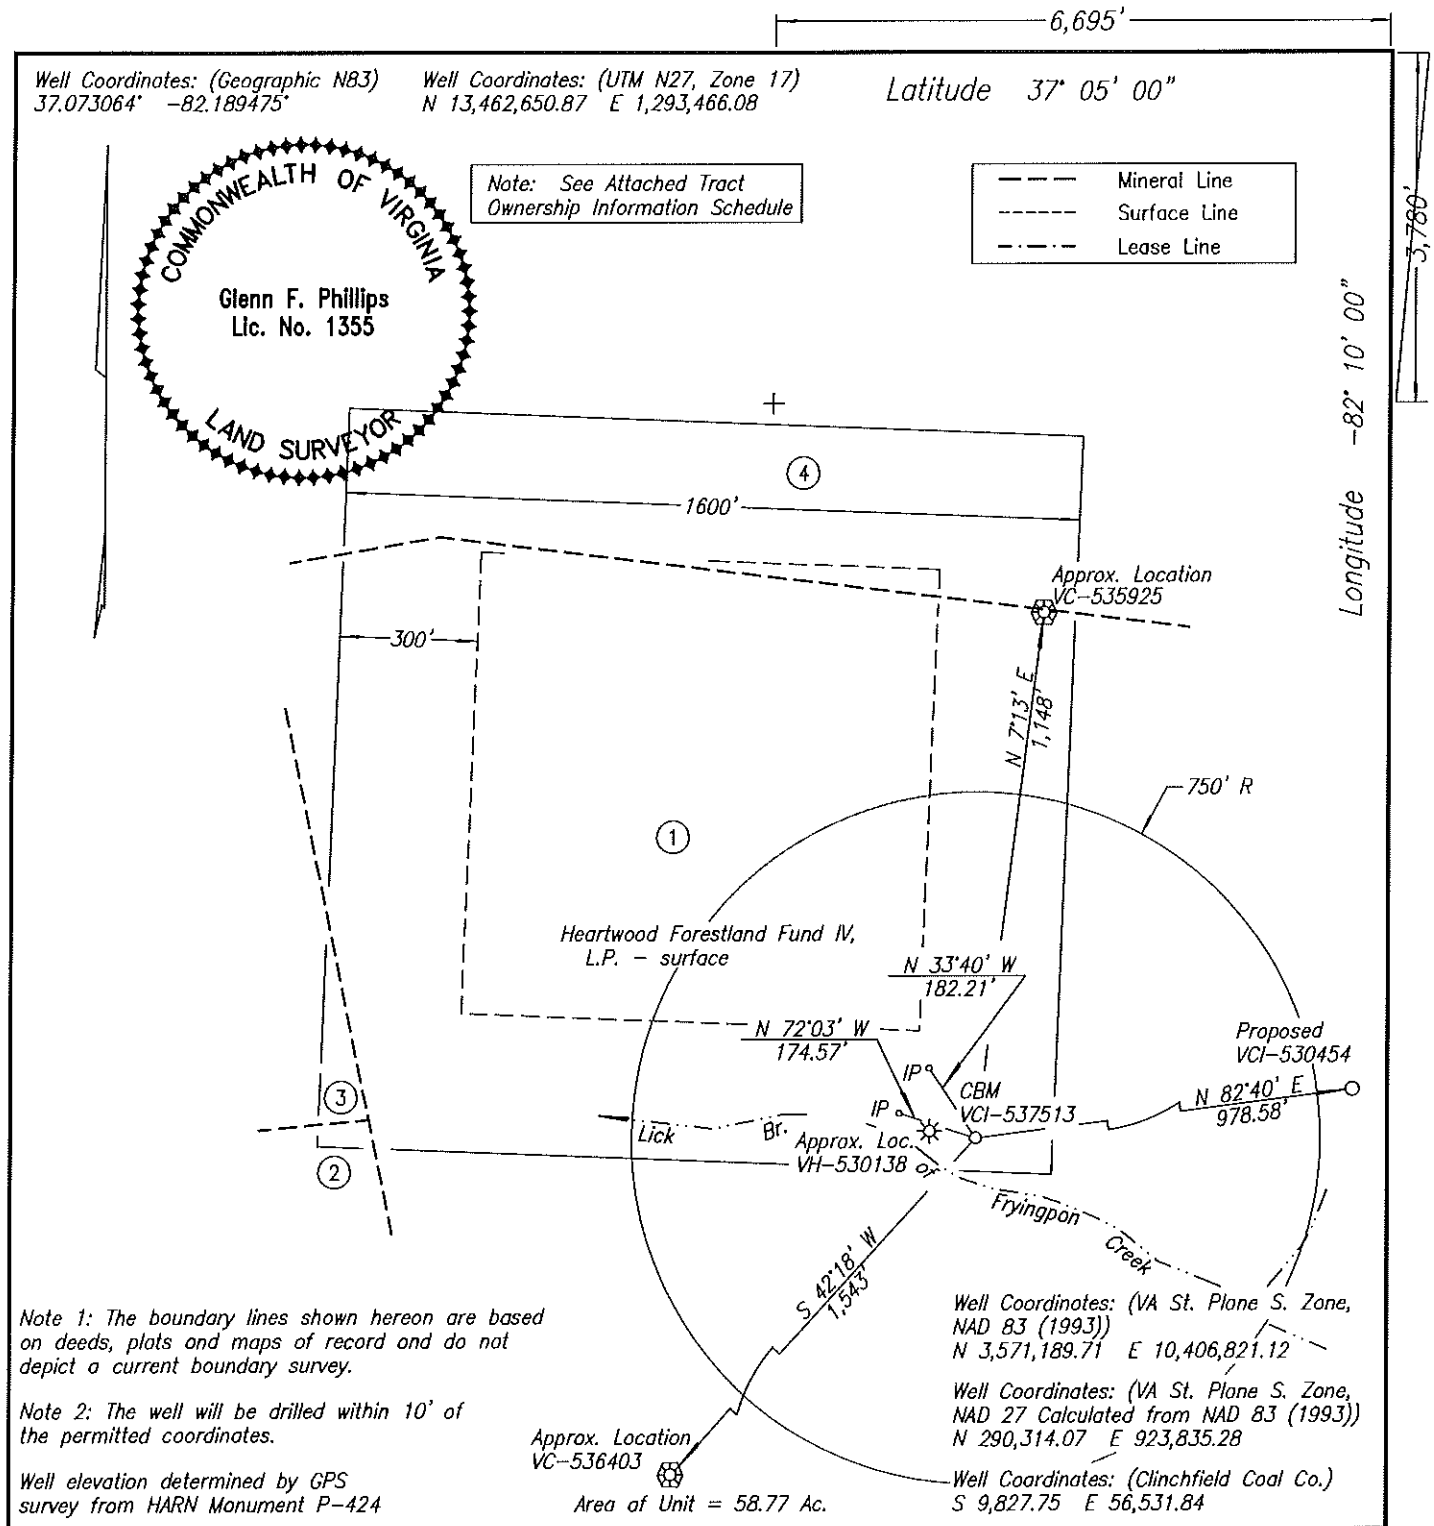 6,695'
Well Coordinates: (Geographic N83)
37.073064° -82.189475°
Well Coordinates: (UTM N27, Zone 17)
N 13,462,650.87 E 1,293,466.08
Latitude 37° 05' 00"
3,780'
Longitude -82° 10' 00"
COMMONWEALTH OF VIRGINIA
Glenn F. Phillips
Lic. No. 1355
LAND SURVEYOR
Note: See Attached Tract
Ownership Information Schedule
Mineral Line
Surface Line
Lease Line
4
1600'
Approx. Location
VC-535925
300'
N 7°13' E
1,148'
750' R
1
Heartwood Forestland Fund IV,
L.P. - surface
N 33°40' W
182.21'
N 72°03' W
174.57'
Proposed
VCI-530454
IP
CBM
VCI-537513
N 82°40' E
978.58'
IP
3
Lick Br.
Approx. Loc.
VH-530138
2
Fryingpan Creek
S 42°18' W
1,543'
Note 1: The boundary lines shown hereon are based
on deeds, plats and maps of record and do not
depict a current boundary survey.
Note 2: The well will be drilled within 10' of
the permitted coordinates.
Well elevation determined by GPS
survey from HARN Monument P-424
Approx. Location
VC-536403
Area of Unit = 58.77 Ac.
Well Coordinates: (VA St. Plane S. Zone,
NAD 83 (1993))
N 3,571,189.71 E 10,406,821.12
Well Coordinates: (VA St. Plane S. Zone,
NAD 27 Calculated from NAD 83 (1993))
N 290,314.07 E 923,835.28
Well Coordinates: (Clinchfield Coal Co.)
S 9,827.75 E 56,531.84